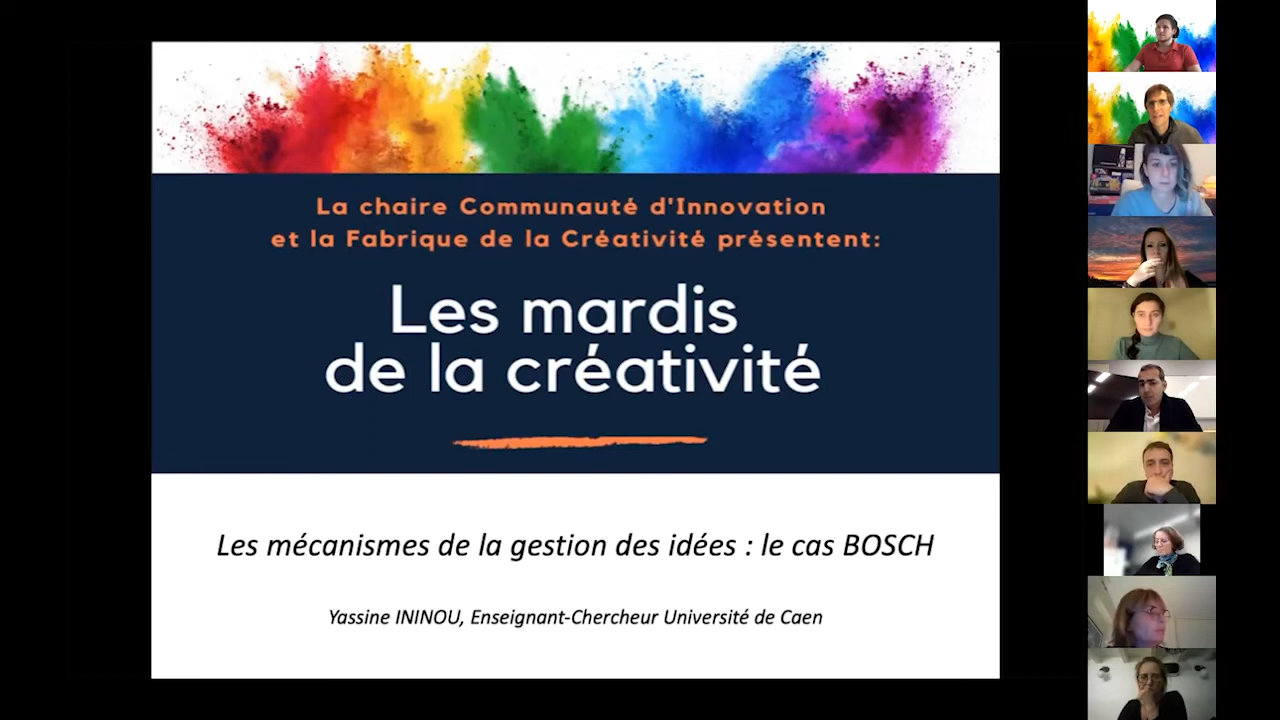 La chaire Communauté d'Innovation
et la Fabrique de la Créativité présentent:
Les mardis
de la créativité
Les mécanismes de la gestion des idées : le cas BOSCH
Yassine ININOU, Enseignant-Chercheur Université de Caen